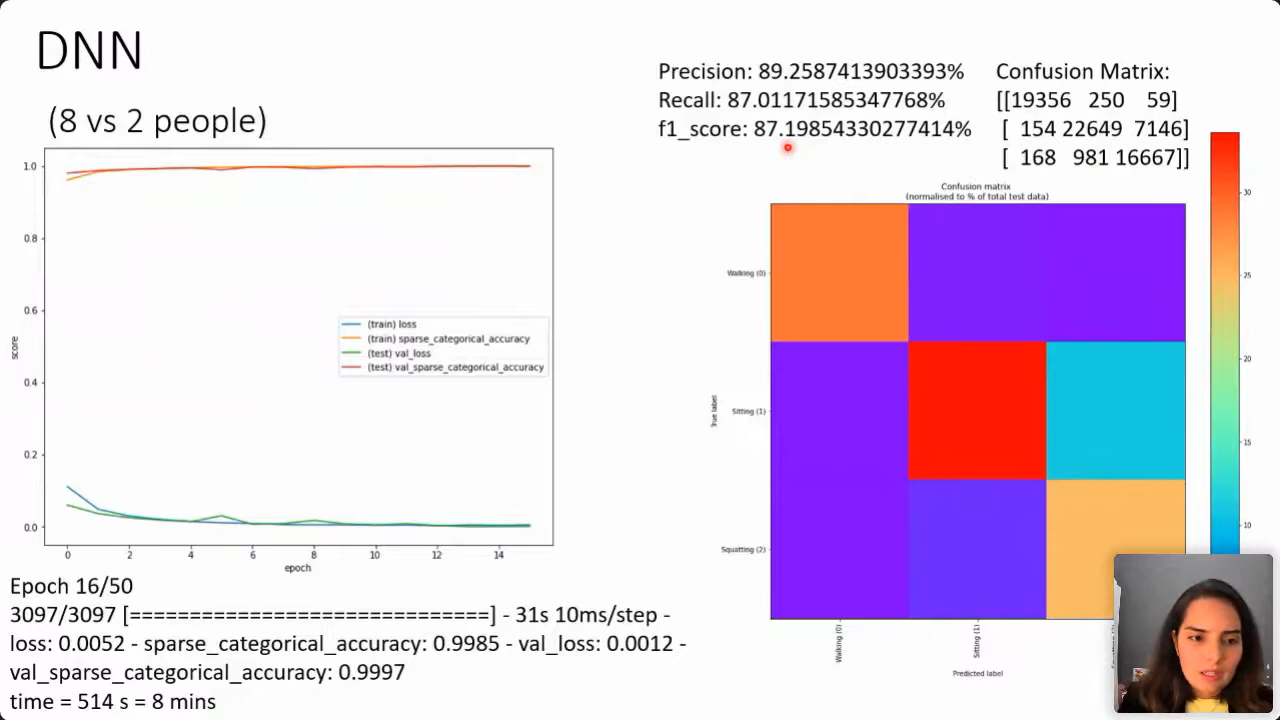 DNN
(8 vs 2 people)
Precision: 89.2587413903393%
Recall: 87.01171585347768%
f1_score: 87.19854330277414%
Confusion Matrix:
[[19356 250 59]
[ 154 22649 7146]
[ 168 981 16667]]
1.0
0.8
0.6
0.4
0.2
0.0
score
(train) loss
(train) sparse_categorical_accuracy
(test) val_loss
(test) val_sparse_categorical_accuracy
0 2 4 6 8 10 12 14
epoch
Confusion matrix
(normalised to % of total test data)
Walking (0)
Sitting (1)
Squatting (2)
True label
Walking (0)
Sitting (1)
Predicted label
30
25
20
15
10
Epoch 16/50
3097/3097 [==============================] - 31s 10ms/step -
loss: 0.0052 - sparse_categorical_accuracy: 0.9985 - val_loss: 0.0012 -
val_sparse_categorical_accuracy: 0.9997
time = 514 s = 8 mins